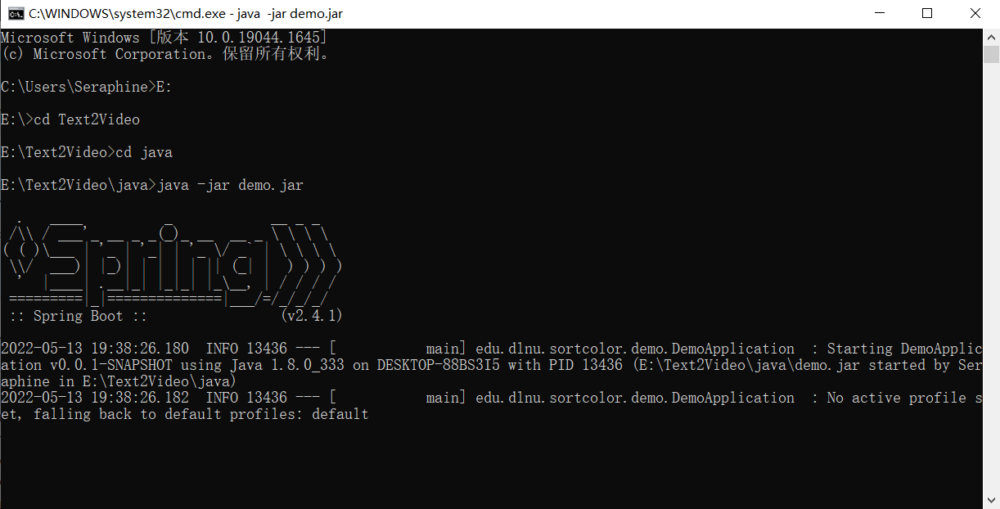 C:\WINDOWS\system32\cmd.exe - java  -jar demo.jar
Microsoft Windows [版本 10.0.19044.1645]
(c) Microsoft Corporation。保留所有权利。
C:\Users\Seraphine>E:
E:\>cd Text2Video
E:\Text2Video>cd java
E:\Text2Video\java>java -jar demo.jar
  .   ____          _            __ _ _
 /\\ / ___'_ __ _ _(_)_ __  __ _ \ \ \ \
( ( )\___ | '_ | '_| | '_ \/ _` | \ \ \ \
 \\/  ___)| |_)| | | | | || (_| |  ) ) ) )
  '  |____| .__|_| |_|_| |_\__, | / / / /
 =========|_|==============|___/=/_/_/_/
 :: Spring Boot ::                (v2.4.1)
2022-05-13 19:38:26.180  INFO 13436 --- [           main] edu.dlnu.sortcolor.demo.DemoApplication  : Starting DemoApplic
ation v0.0.1-SNAPSHOT using Java 1.8.0_333 on DESKTOP-88BS3I5 with PID 13436 (E:\Text2Video\java\demo.jar started by Ser
aphine in E:\Text2Video\java)
2022-05-13 19:38:26.182  INFO 13436 --- [           main] edu.dlnu.sortcolor.demo.DemoApplication  : No active profile s
et, falling back to default profiles: default